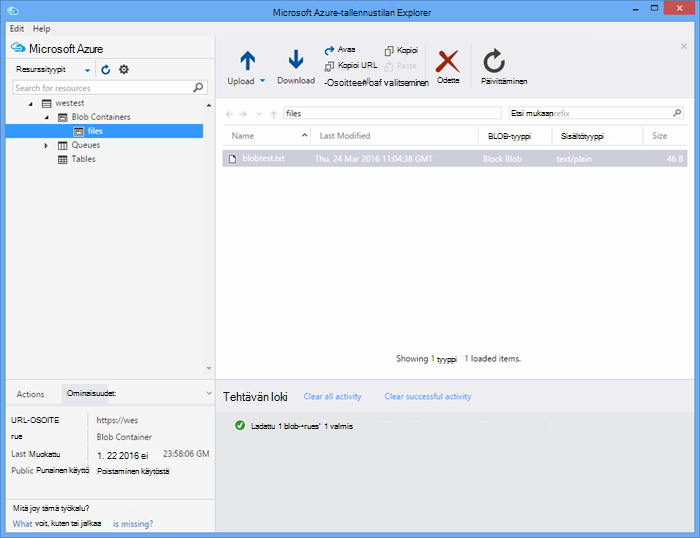 Microsoft Azure-tallennustilan Explorer
Edit Help
Microsoft Azure
Resurssityypit
Search for resources
westest
Blob Containers
files
Queues
Tables
Upload
Download
Avaa
Kopioi URL
Kopioi
Paste
-Osoitteen oaf valitseminen
Odette
Päivittäminen
files
Etsi mukaan refix
Name Last Modified BLOB-tyyppi Sisältötyyppi Size
blobtest.txt Thu, 24 Mar 2016 11:04:38 GMT Block Blob text/plain 46 B
Showing 1 tyyppi 1 loaded items.
Actions Ominaisuudet:
URL-OSOITE https://wes
rue Blob Container
Last Muokattu 1. 22 2016 ei 23:58:06 GM
Public Punainen käyttö Poistaminen käytöstä
Mitä joy tämä työkalu?
What voit, kuten tai jalkaa is missing?
Tehtävän loki Clear all activity Clear successful activity
Ladattu 1 blob-•rues' 1 valmis